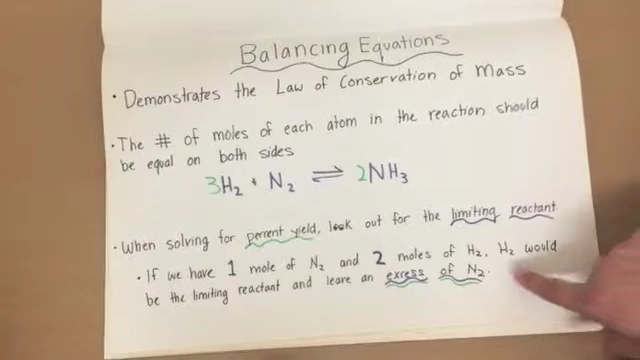 Balancing Equations
• Demonstrates the Law of Conservation of Mass
• The # of moles of each atom in the reaction should
be equal on both sides
3H₂ + N₂ ⇌ 2NH₃
• When solving for percent yield, look out for the limiting reactant.
• If we have 1 mole of N₂ and 2 moles of H₂, H₂ would
be the limiting reactant and leave an excess of N₂.